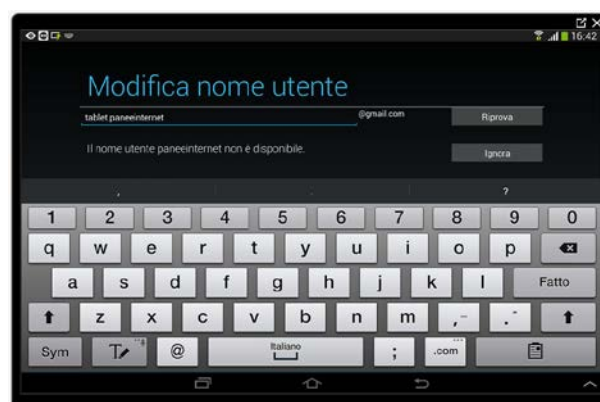 16:42
Modifica nome utente
tablet.paneeinternet @gmail.com Riprova
Il nome utente paneeinternet non è disponibile.
Ignora
, . ?
1 2 3 4 5 6 7 8 9 0
q w e r t y u i o p
a s d f g h j k l Fatto
z x c v b n m ,- .-
Sym T @ Italiano ; .com